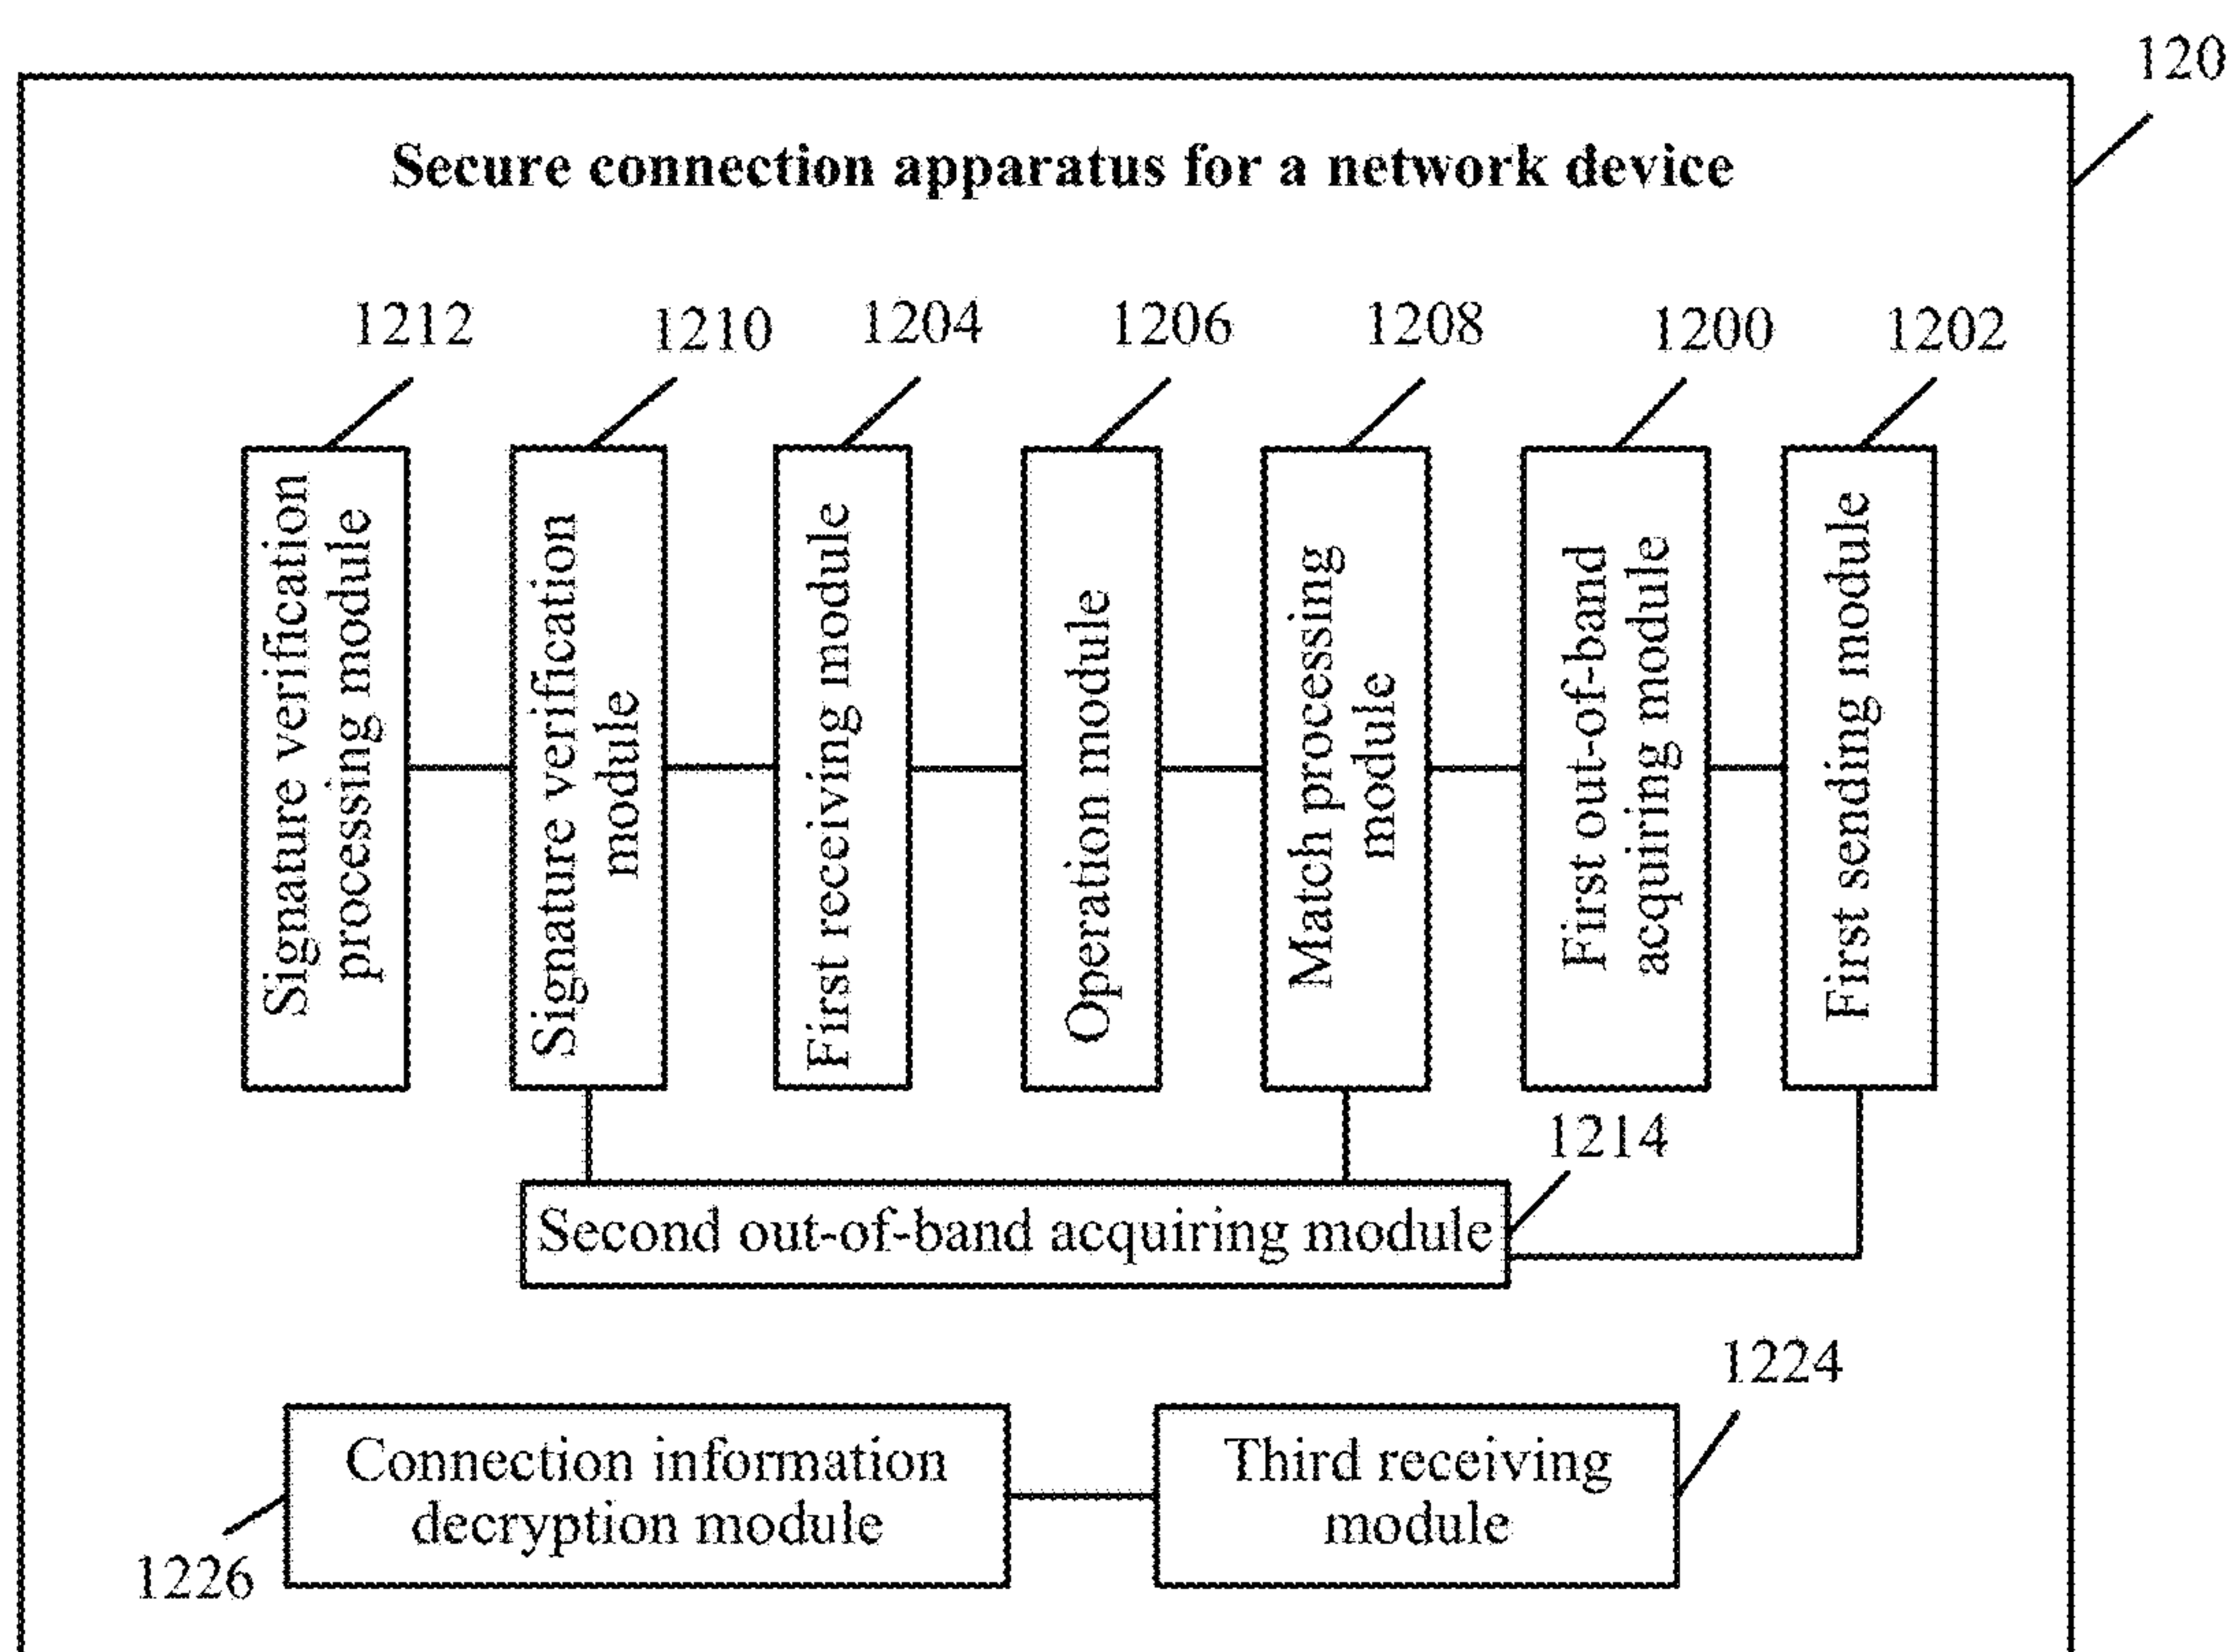 120
Secure connection apparatus for a network device
1212
1210
1204
1206
1208
1200
1202
Signature verification
processing module
Signature verification
module
First receiving module
Operation module
Match processing
module
First out-of-band
acquiring module
First sending module
1214
Second out-of-band acquiring module
1224
Connection information
decryption module
Third receiving
module
1226